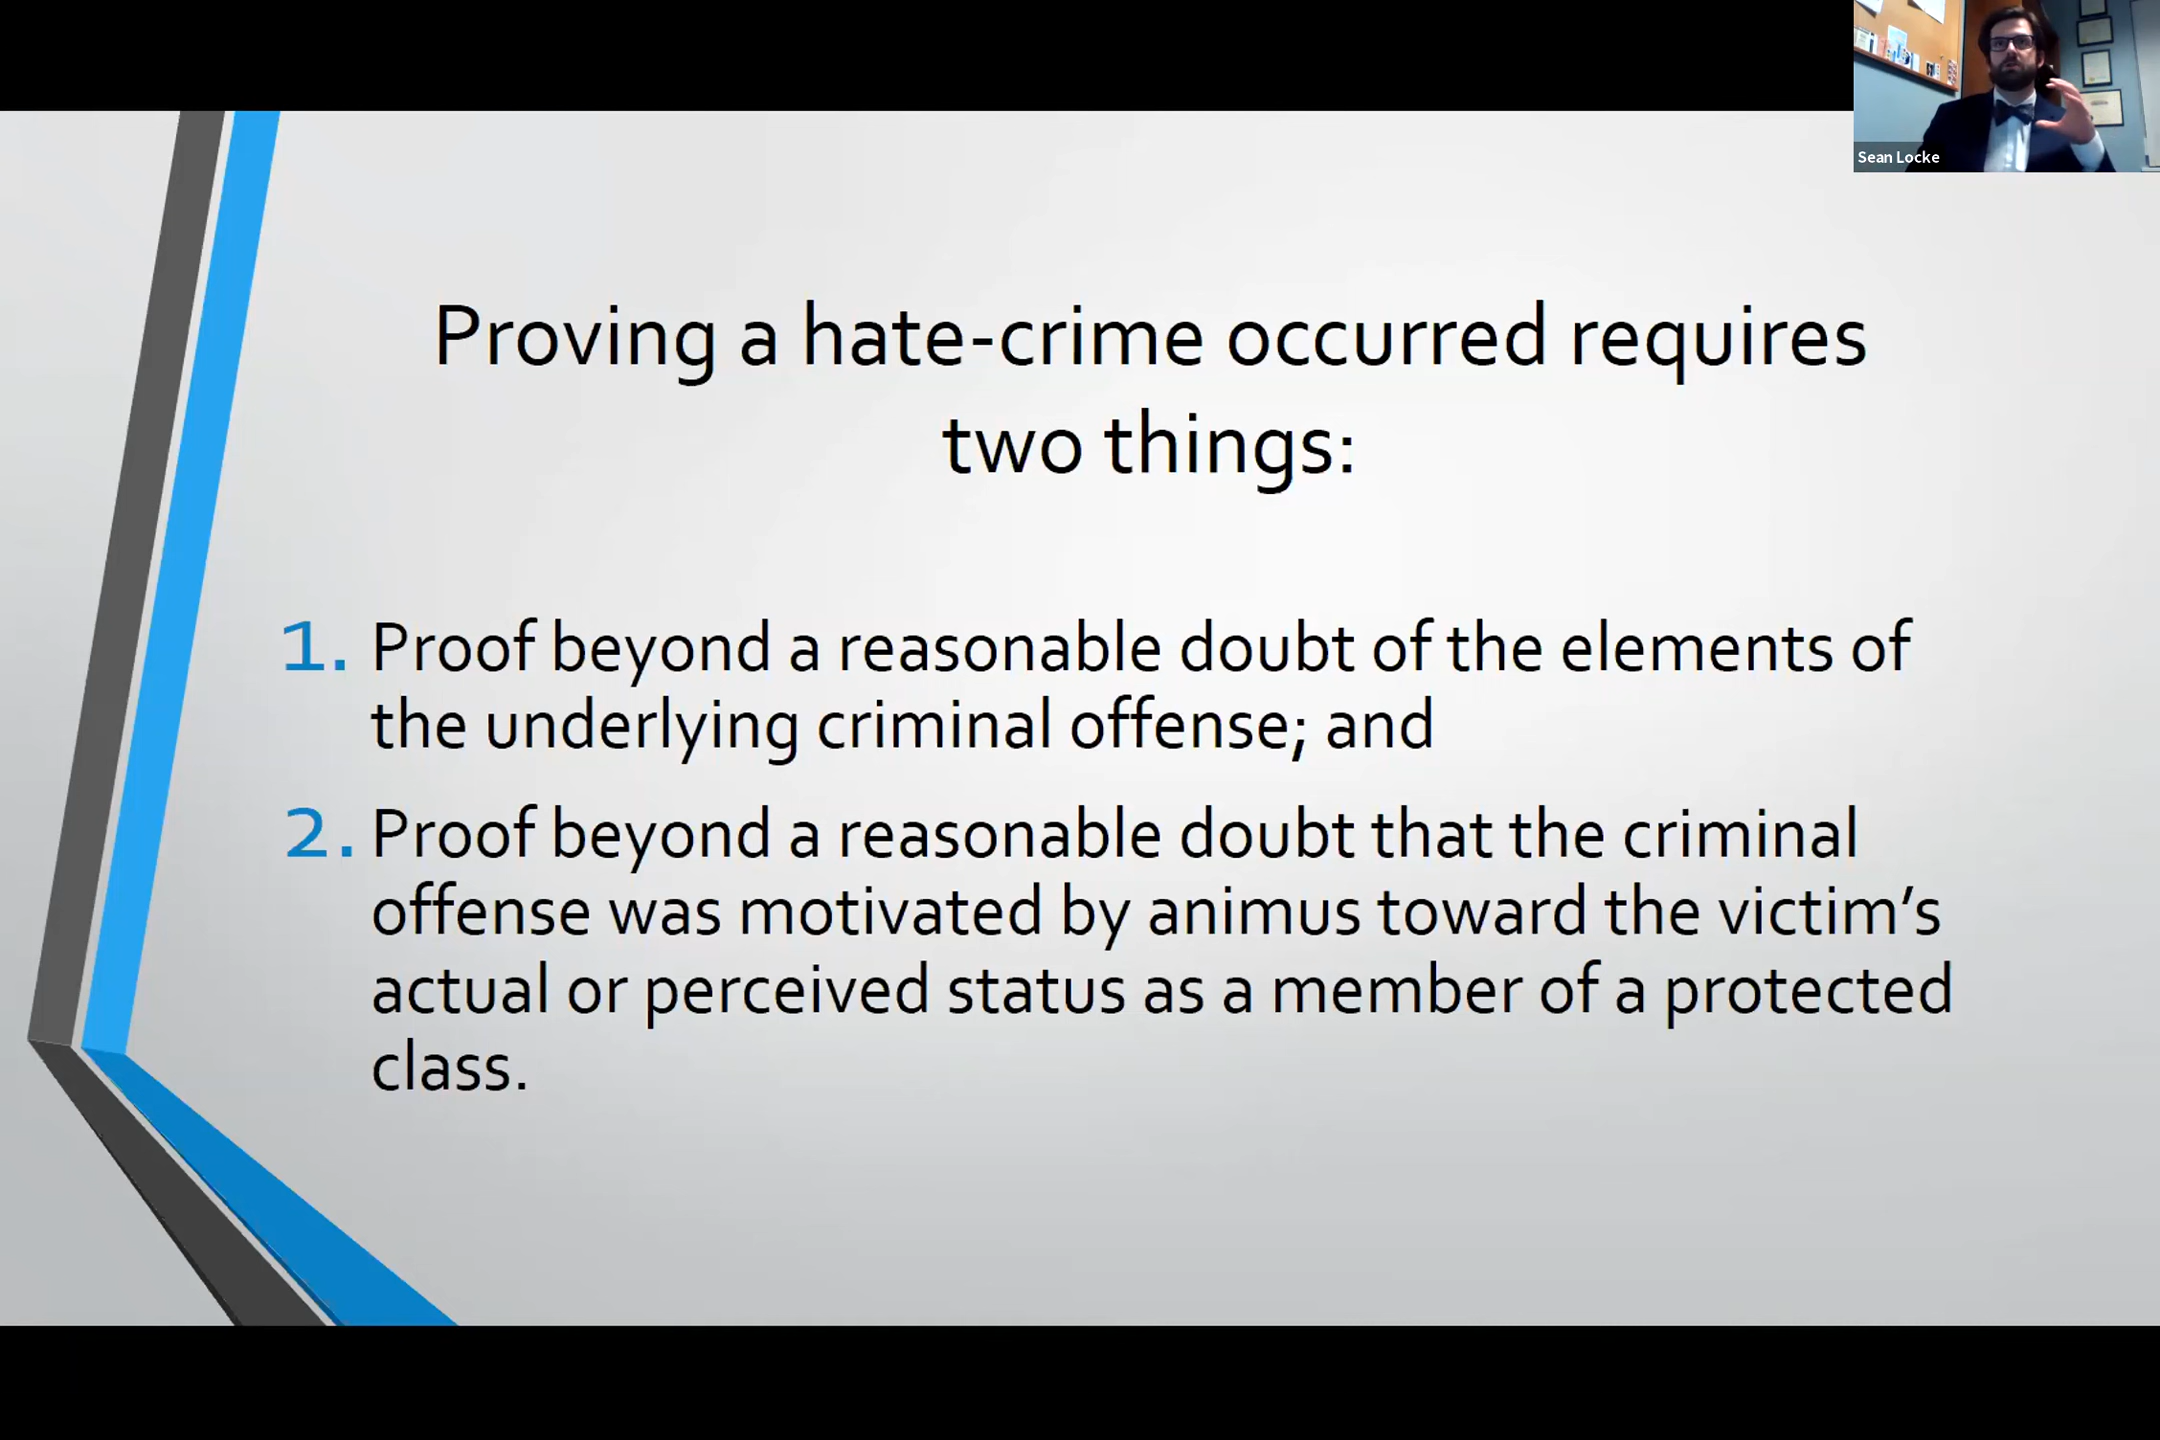 Sean Locke
Proving a hate-crime occurred requires
two things:
1. Proof beyond a reasonable doubt of the elements of
the underlying criminal offense; and
2. Proof beyond a reasonable doubt that the criminal
offense was motivated by animus toward the victim’s
actual or perceived status as a member of a protected
class.